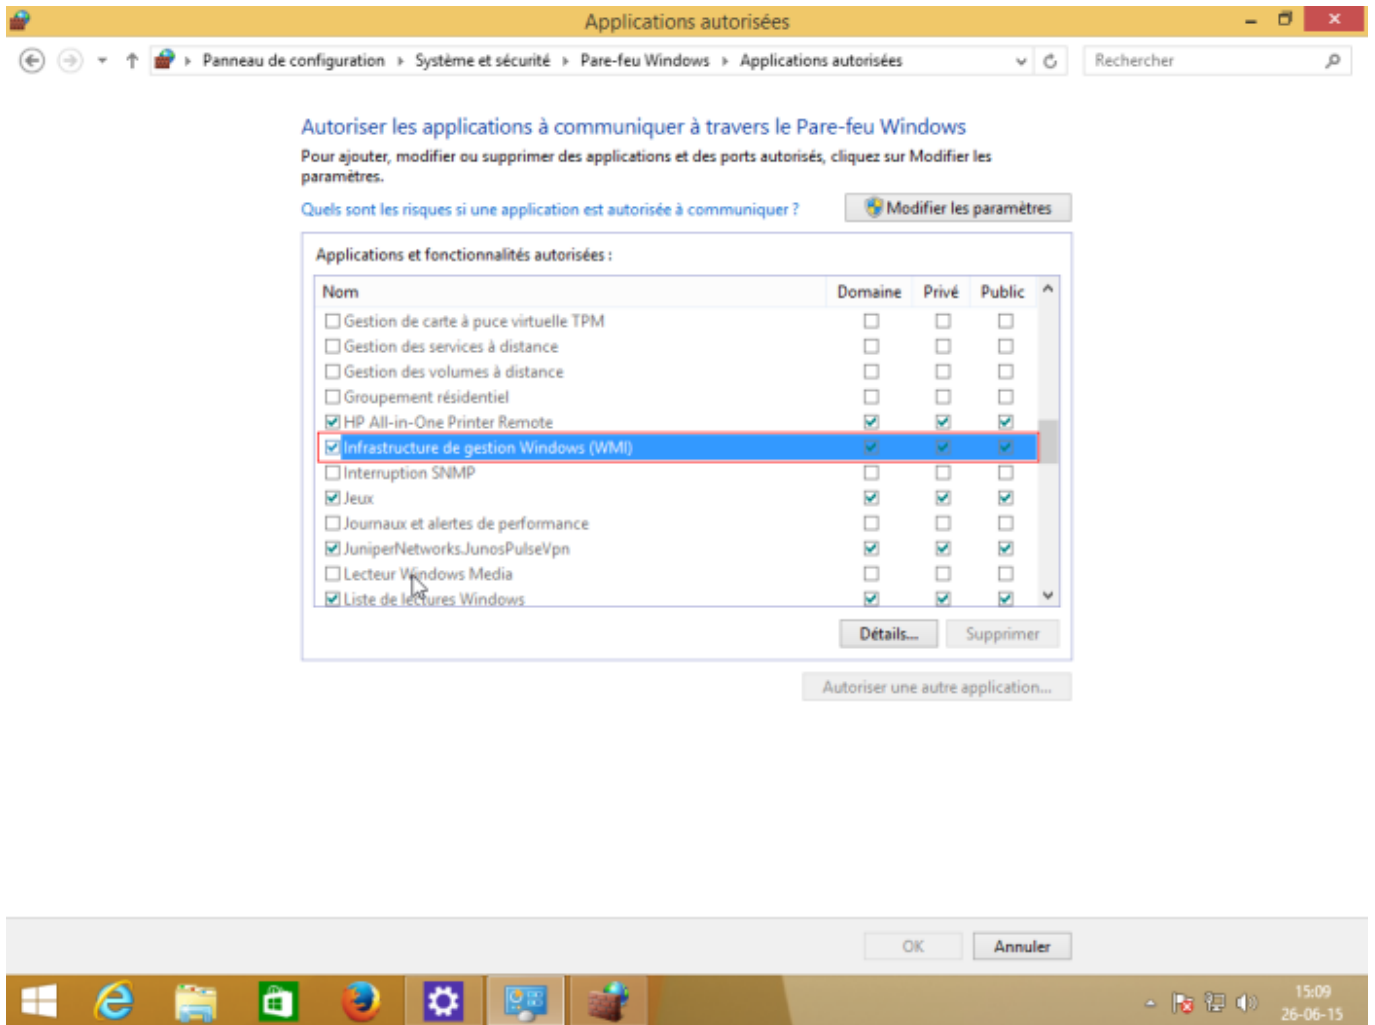 Applications autorisées
Panneau de configuration Système et sécurité Pare-feu Windows Applications autorisées Rechercher
Autoriser les applications à communiquer à travers le Pare-feu Windows
Pour ajouter, modifier ou supprimer des applications et des ports autorisés, cliquez sur Modifier les
paramètres.
Quels sont les risques si une application est autorisée à communiquer ? Modifier les paramètres
Applications et fonctionnalités autorisées :
Nom Domaine Privé Public
Gestion de carte à puce virtuelle TPM
Gestion des services à distance
Gestion des volumes à distance
Groupement résidentiel
HP All-in-One Printer Remote
Infrastructure de gestion Windows (WMI)
Interruption SNMP
Jeux
Journaux et alertes de performance
JuniperNetworks.JunosPulseVpn
Lecteur Windows Media
Liste de lectures Windows
Détails... Supprimer
Autoriser une autre application...
OK Annuler
15:09
26-06-15